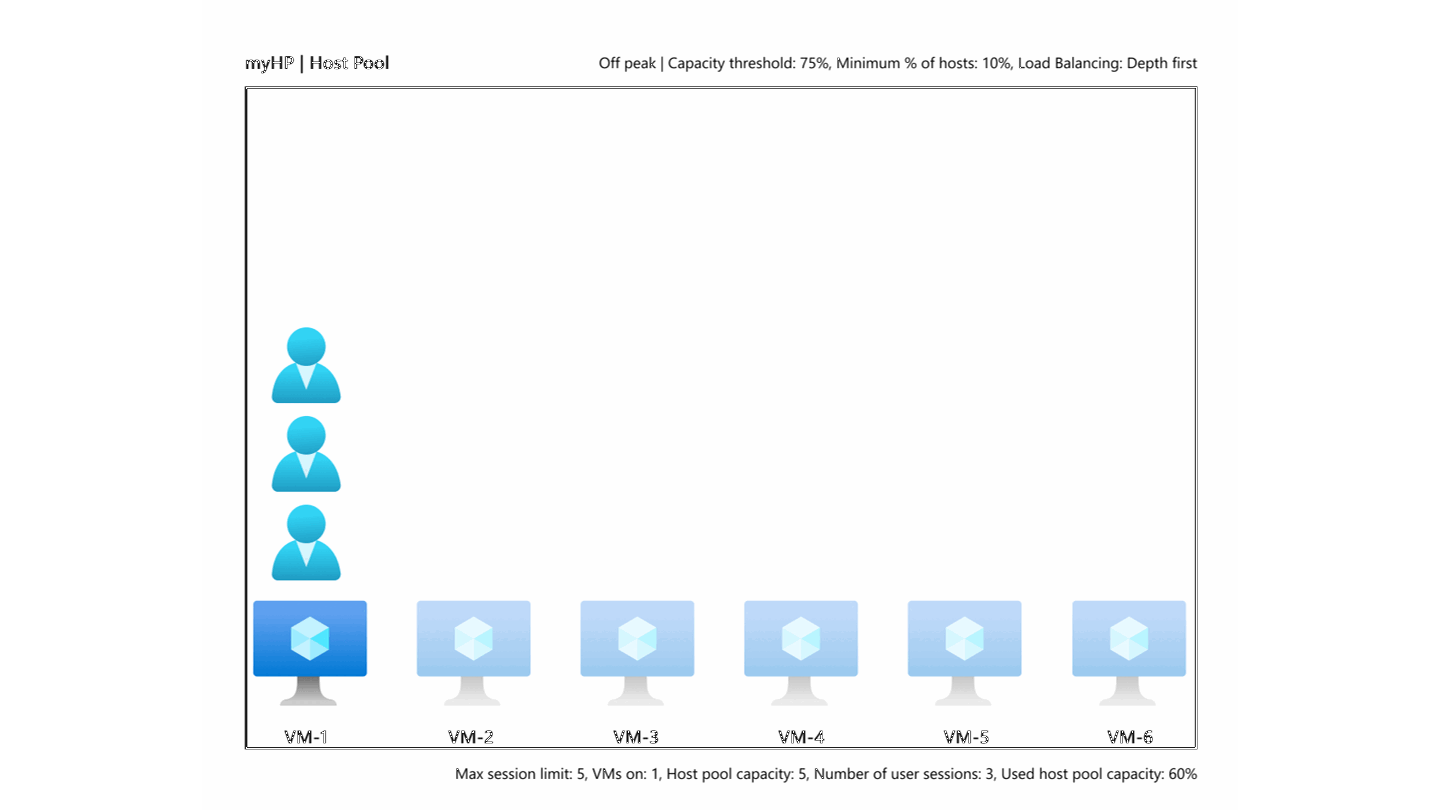 myHP | Host Pool
Off peak | Capacity threshold: 75%, Minimum % of hosts: 10%, Load Balancing: Depth first
VM-1
VM-2
VM-3
VM-4
VM-5
VM-6
Max session limit: 5, VMs on: 1, Host pool capacity: 5, Number of user sessions: 3, Used host pool capacity: 60%